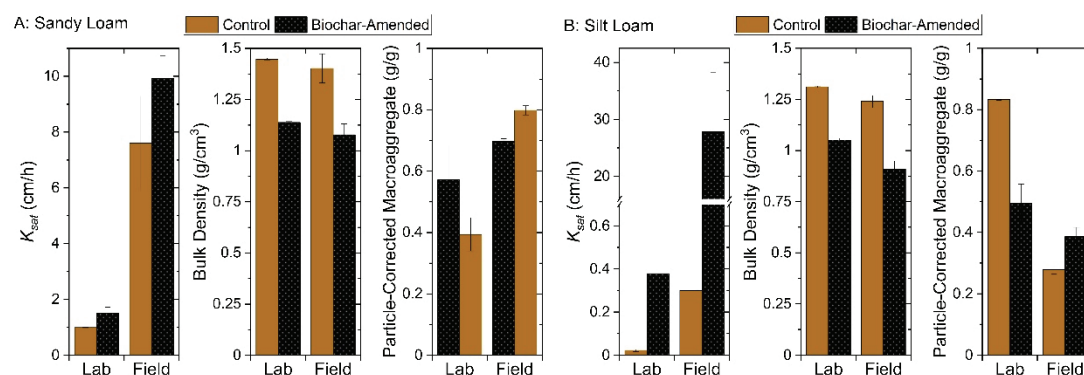 A: Sandy Loam
Control
Biochar-Amended
B: Silt Loam
Control
Biochar-Amended
Ksat (cm/h)
10
8
6
4
2
0
Lab Field
Bulk Density (g/cm³)
1.5
1.25
1
0.75
0.5
0.25
0
Lab Field
Particle-Corrected Macroaggregate (g/g)
1
0.8
0.6
0.4
0.2
0
Lab Field
Ksat (cm/h)
40
30
20
0.6
0.4
0.2
0
Lab Field
Bulk Density (g/cm³)
1.5
1.25
1
0.75
0.5
0.25
0
Lab Field
Particle-Corrected Macroaggregate (g/g)
1
0.8
0.6
0.4
0.2
0
Lab Field